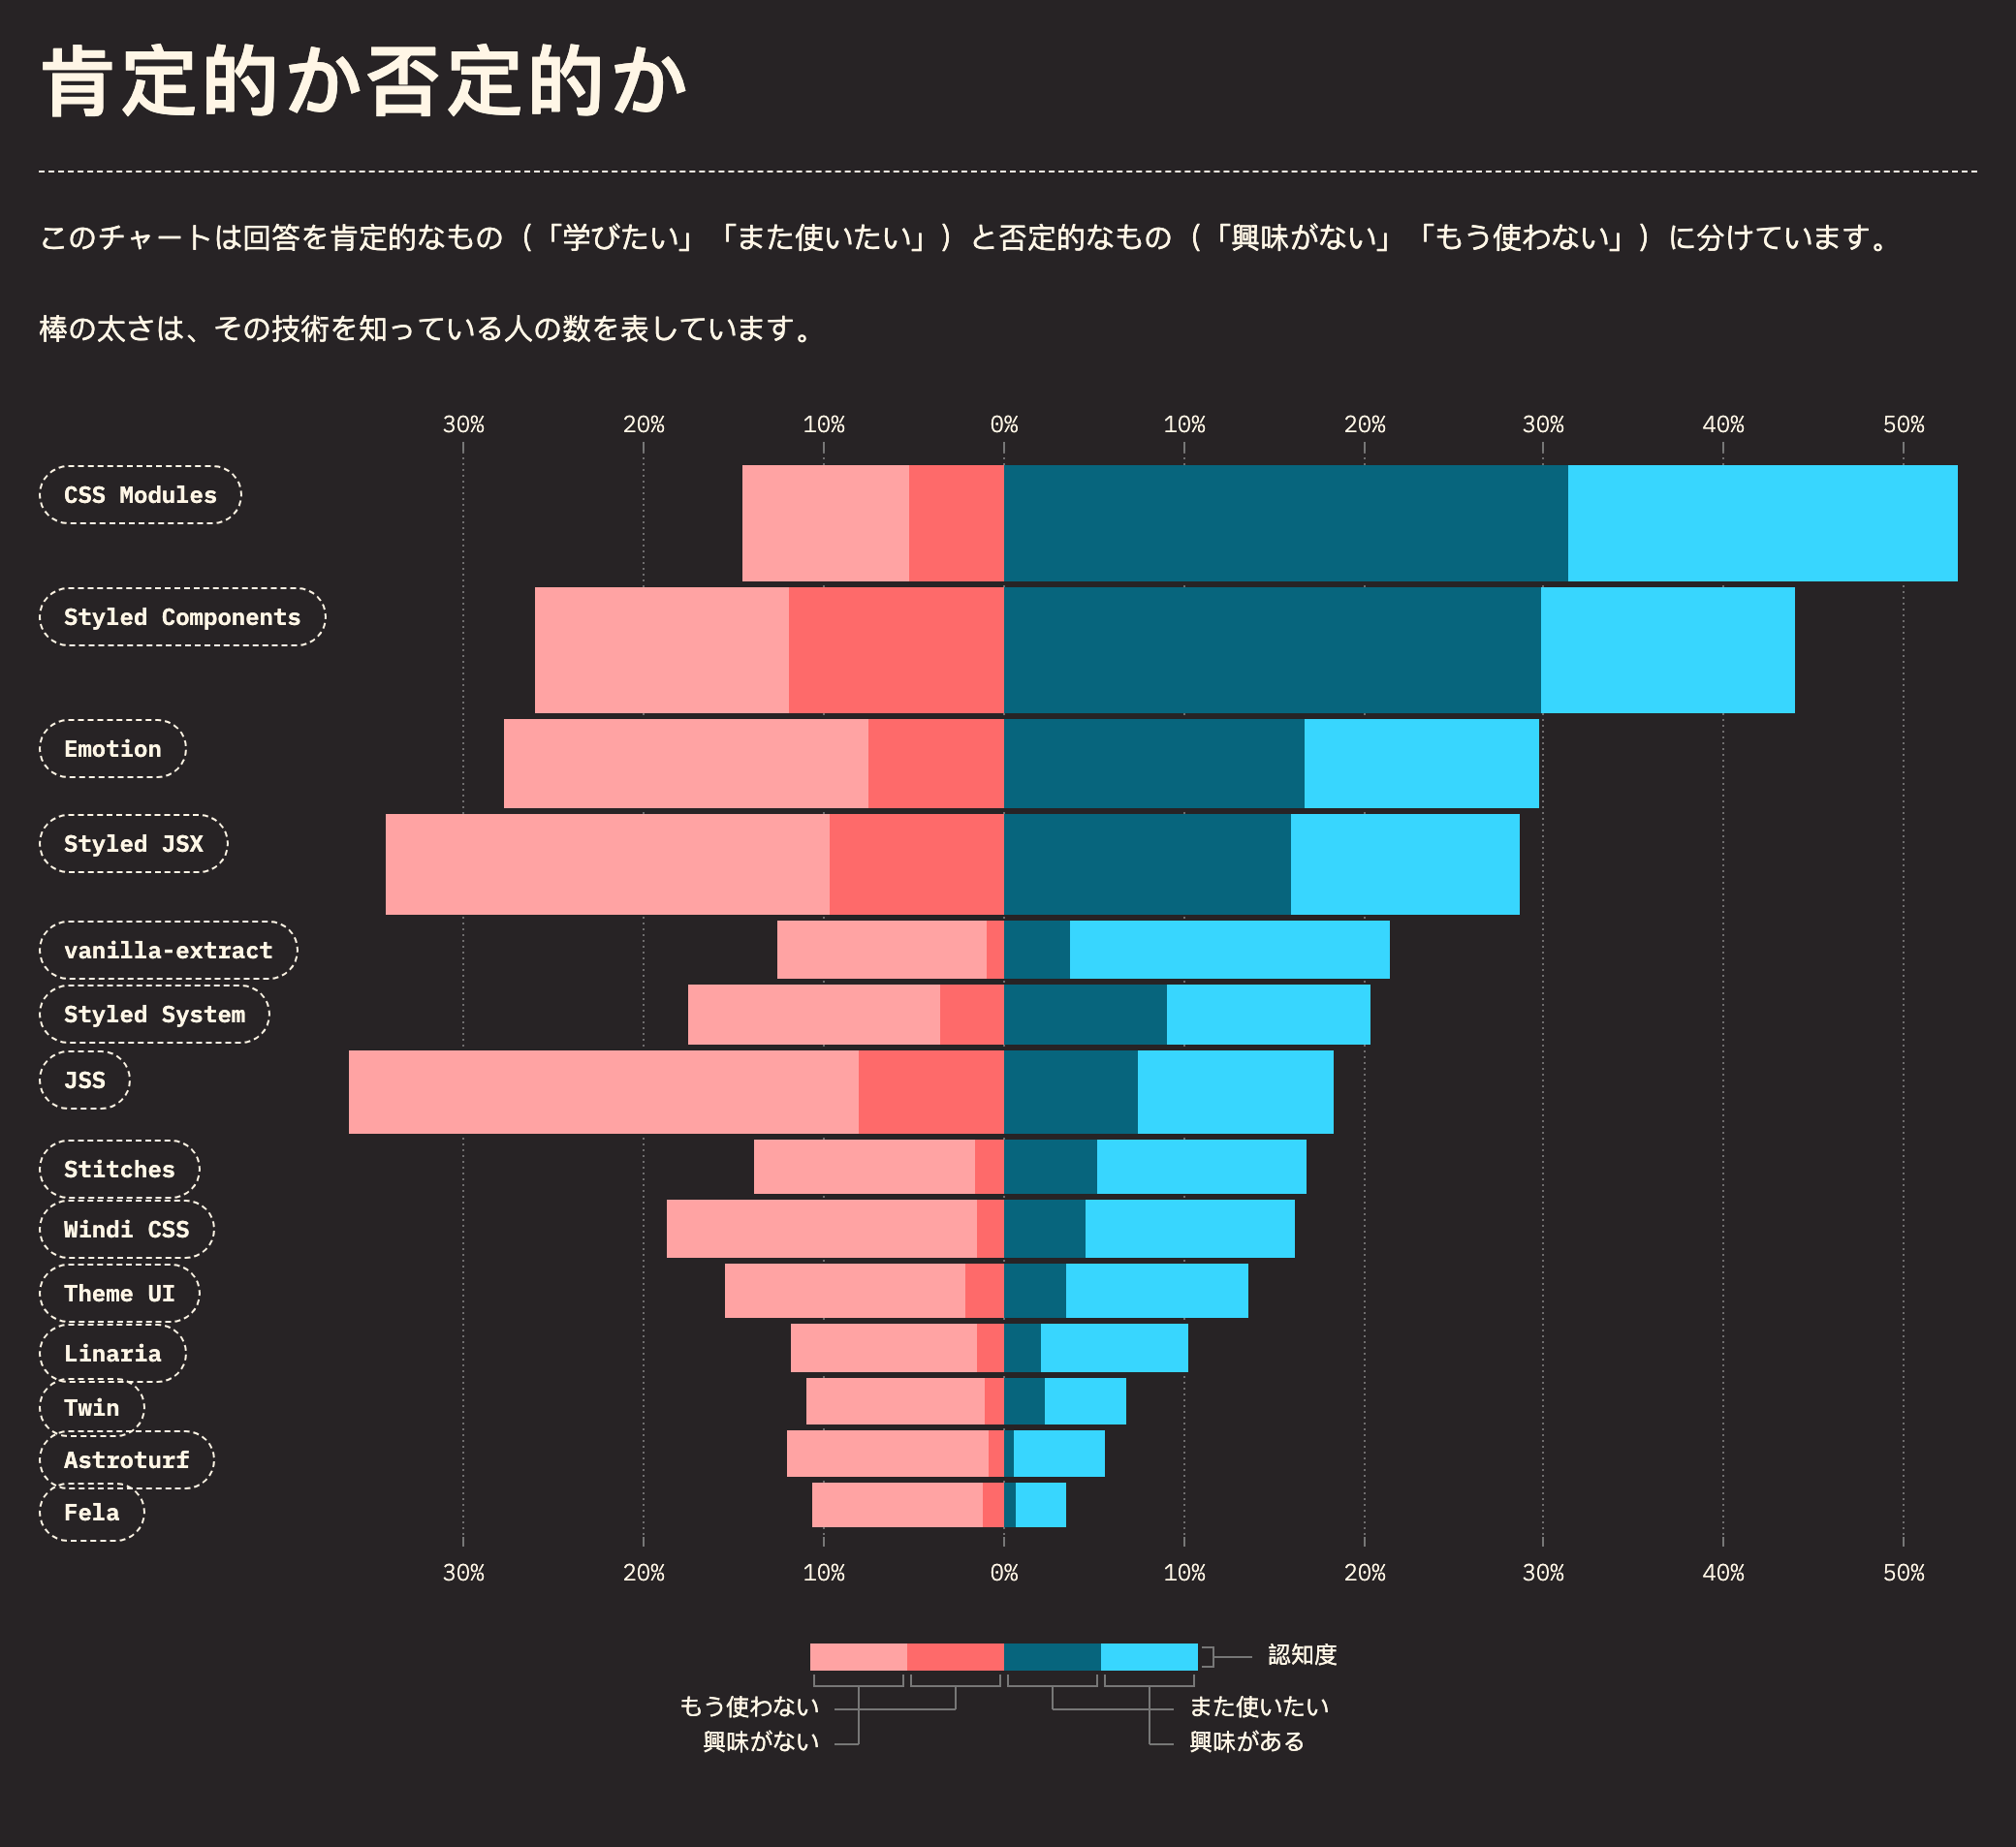 肯定的か否定的か
このチャートは回答を肯定的なもの（「学びたい」「また使いたい」）と否定的なもの（「興味がない」「もう使わない」）に分けています。
棒の太さは、その技術を知っている人の数を表しています。
30% 20% 10% 0% 10% 20% 30% 40% 50%
CSS Modules
Styled Components
Emotion
Styled JSX
vanilla-extract
Styled System
JSS
Stitches
Windi CSS
Theme UI
Linaria
Twin
Astroturf
Fela
30% 20% 10% 0% 10% 20% 30% 40% 50%
認知度
もう使わない また使いたい
興味がない 興味がある